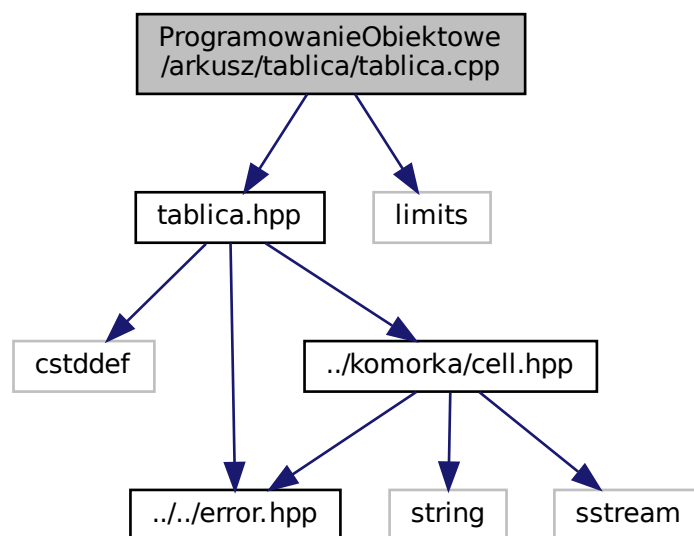 ProgramowanieObiektowe
/arkusz/tablica/tablica.cpp
tablica.hpp
limits
cstddef
../komorka/cell.hpp
../../error.hpp
string
sstream